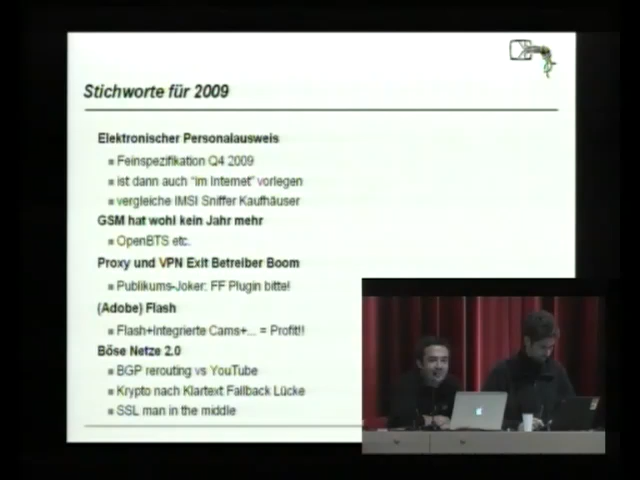 Stichworte für 2009
Elektronischer Personalausweis
Feinspezifikation Q4 2009
ist dann auch "im Internet" vorlegen
vergleiche IMSI Sniffer Kaufhäuser
GSM hat wohl kein Jahr mehr
OpenBTS etc.
Proxy und VPN Exit Betreiber Boom
Publikums-Joker: FF Plugin bitte!
(Adobe) Flash
Flash+Integrierte Cams+... = Profit!!
Böse Netze 2.0
BGP rerouting vs YouTube
Krypto nach Klartext Fallback Lücke
SSL man in the middle